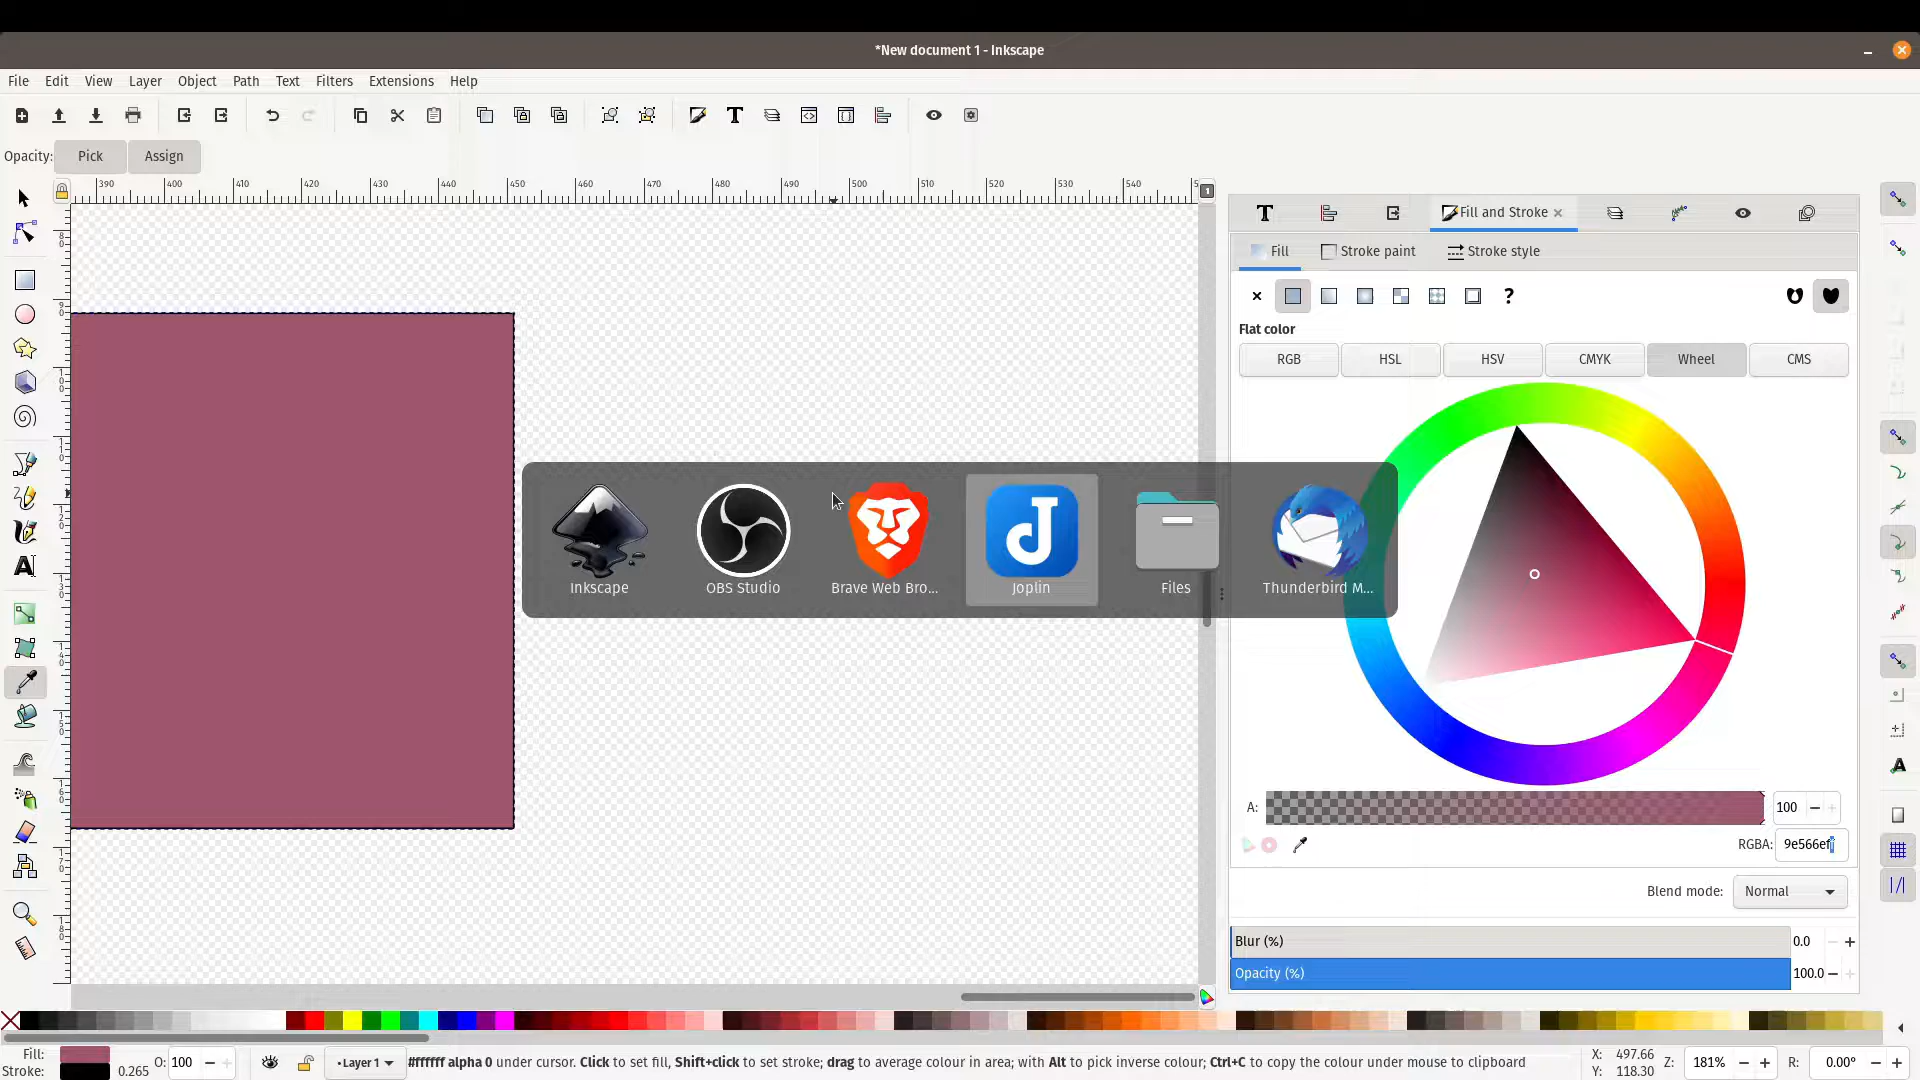 *New document 1 - Inkscape
File Edit View Layer Object Path Text Filters Extensions Help
Opacity: Pick Assign
390 400 410 420 430 440 450 460 470 480 490 500 510 520 530 540
Fill and Stroke
Fill Stroke paint Stroke style
Flat color
RGB HSL HSV CMYK Wheel CMS
Inkscape OBS Studio Brave Web Bro... Joplin Files Thunderbird M...
A: 100
RGBA: 9e566eff
Blend mode: Normal
Blur (%) 0.0
Opacity (%) 100.0
Fill:
Stroke: 0.265
O: 100
•Layer 1
#ffffff alpha 0 under cursor. Click to set fill, Shift+click to set stroke; drag to average colour in area; with Alt to pick inverse colour; Ctrl+C to copy the colour under mouse to clipboard
X: 497.66
Y: 118.30
Z: 181%
R: 0.00°